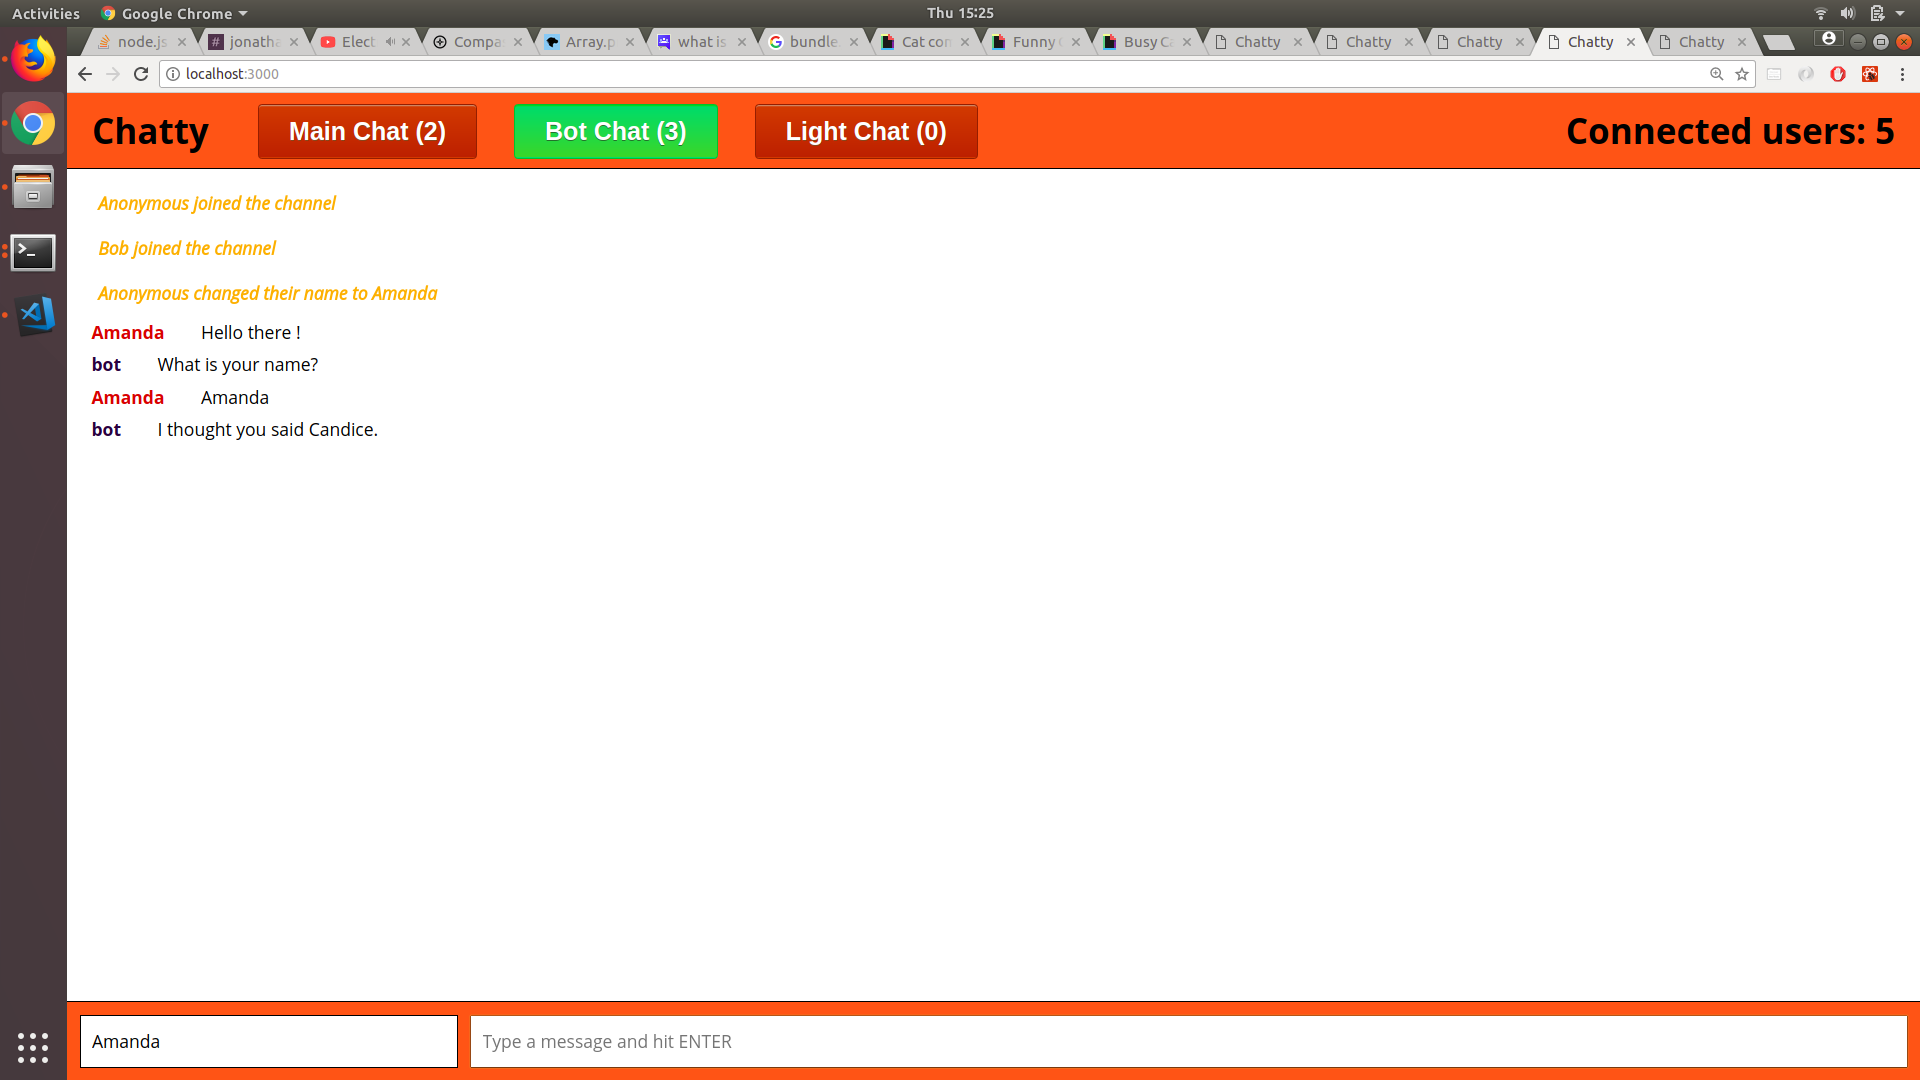 Activities
Google Chrome
Thu 15:25
node.js
jonatha
Elect
Compa
Array.p
what is
bundle
Cat con
Funny
Busy Ca
Chatty
Chatty
Chatty
Chatty
Chatty
localhost:3000
Chatty
Main Chat (2)
Bot Chat (3)
Light Chat (0)
Connected users: 5
Anonymous joined the channel
Bob joined the channel
Anonymous changed their name to Amanda
Amanda Hello there !
bot What is your name?
Amanda Amanda
bot I thought you said Candice.
Amanda
Type a message and hit ENTER